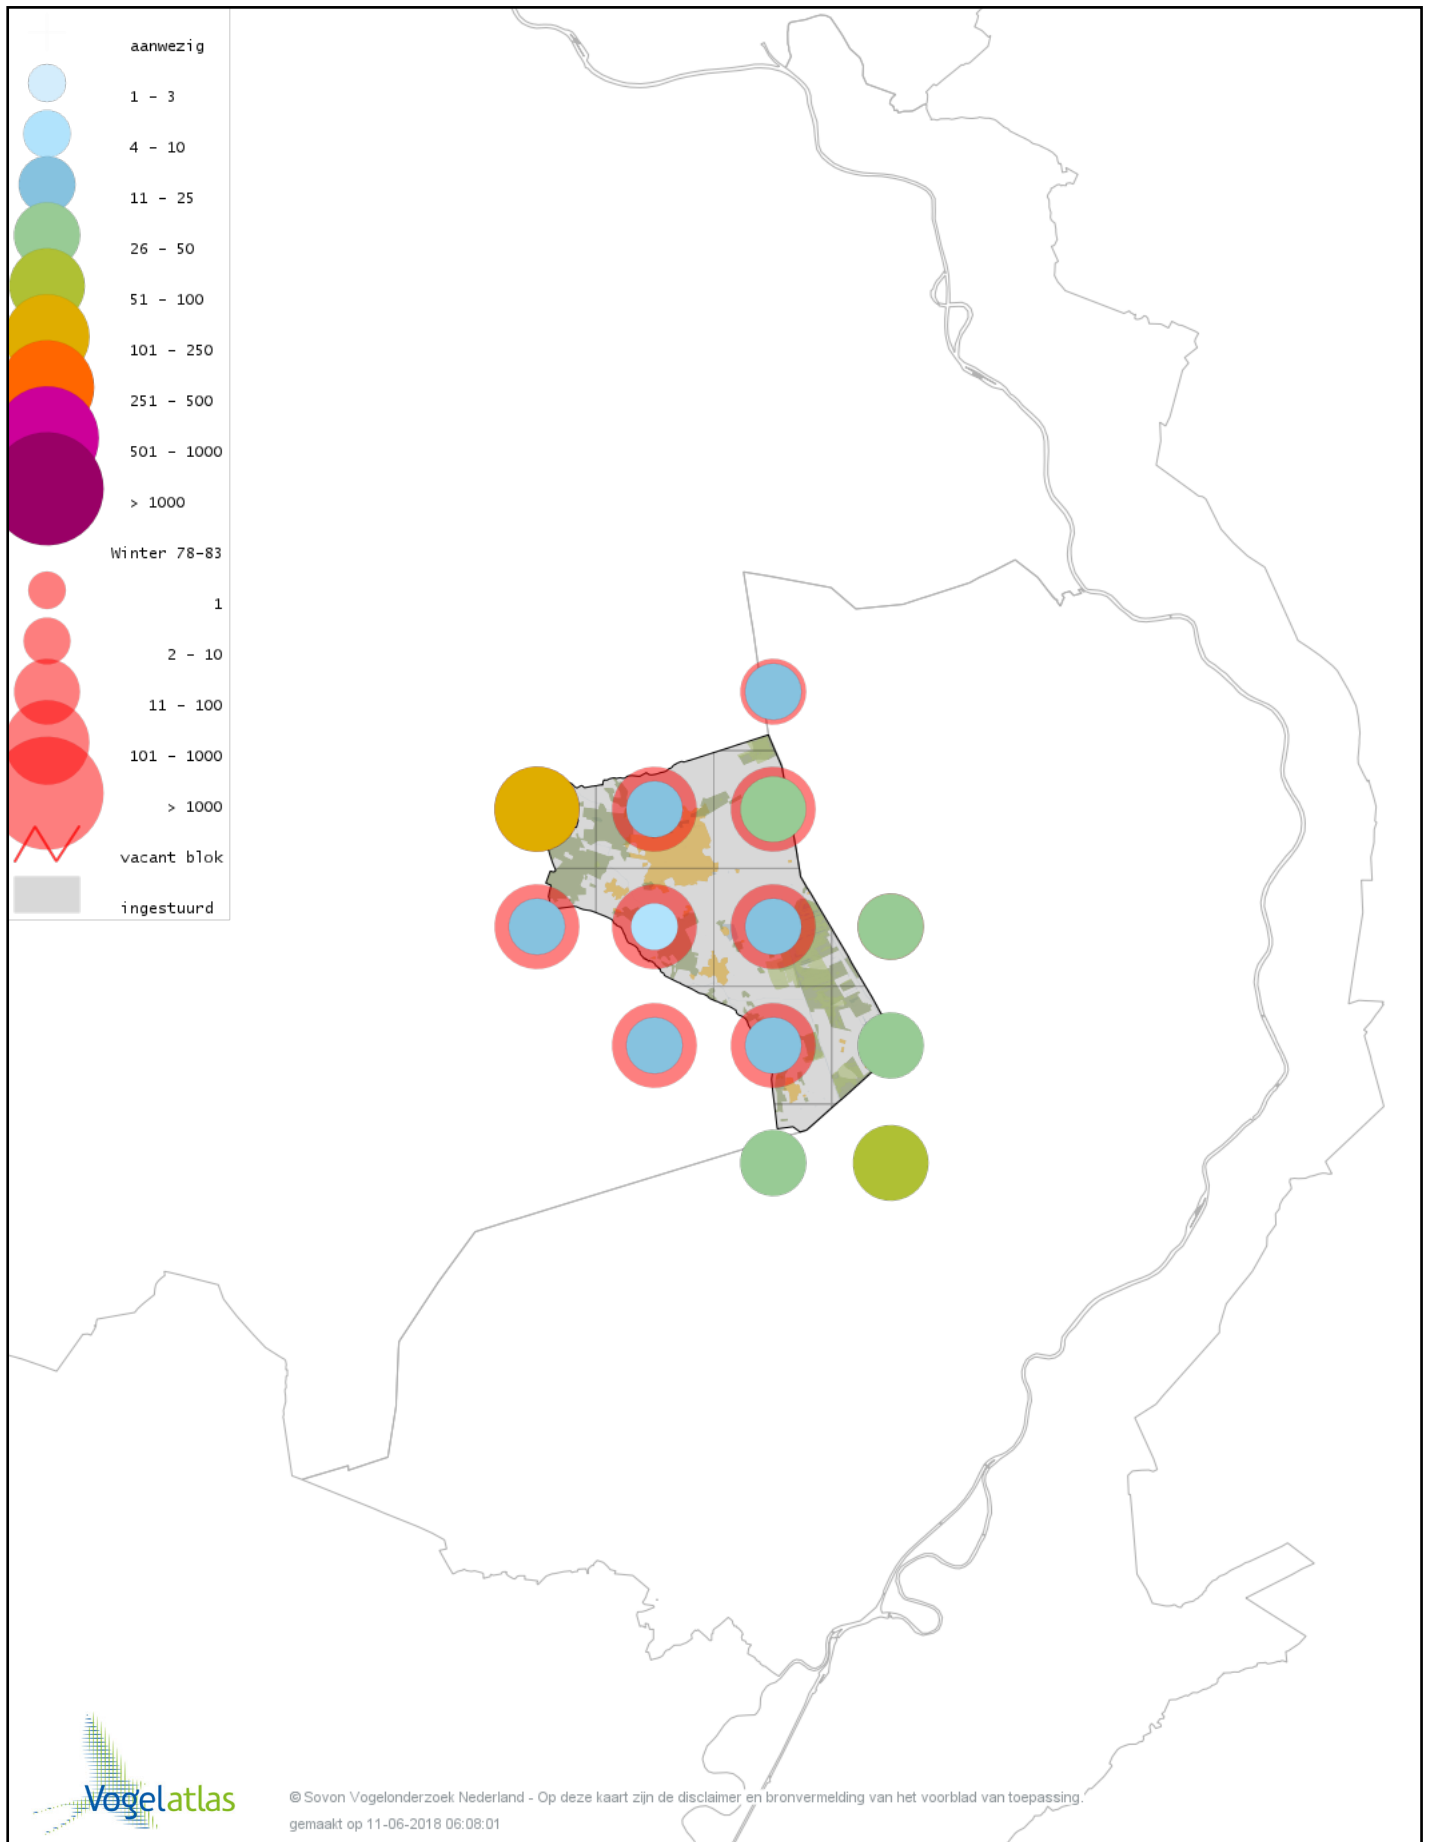 aanwezig
1 - 3
4 - 10
11 - 25
26 - 50
51 - 100
101 - 250
251 - 500
501 - 1000
> 1000
Winter 78-83
1
2 - 10
11 - 100
101 - 1000
> 1000
vacant blok
ingestuurd
Vogelatlas
© Sovon Vogelonderzoek Nederland - Op deze kaart zijn de disclaimer en bronvermelding van het voorblad van toepassing.
gemaakt op 11-06-2018 06:08:01